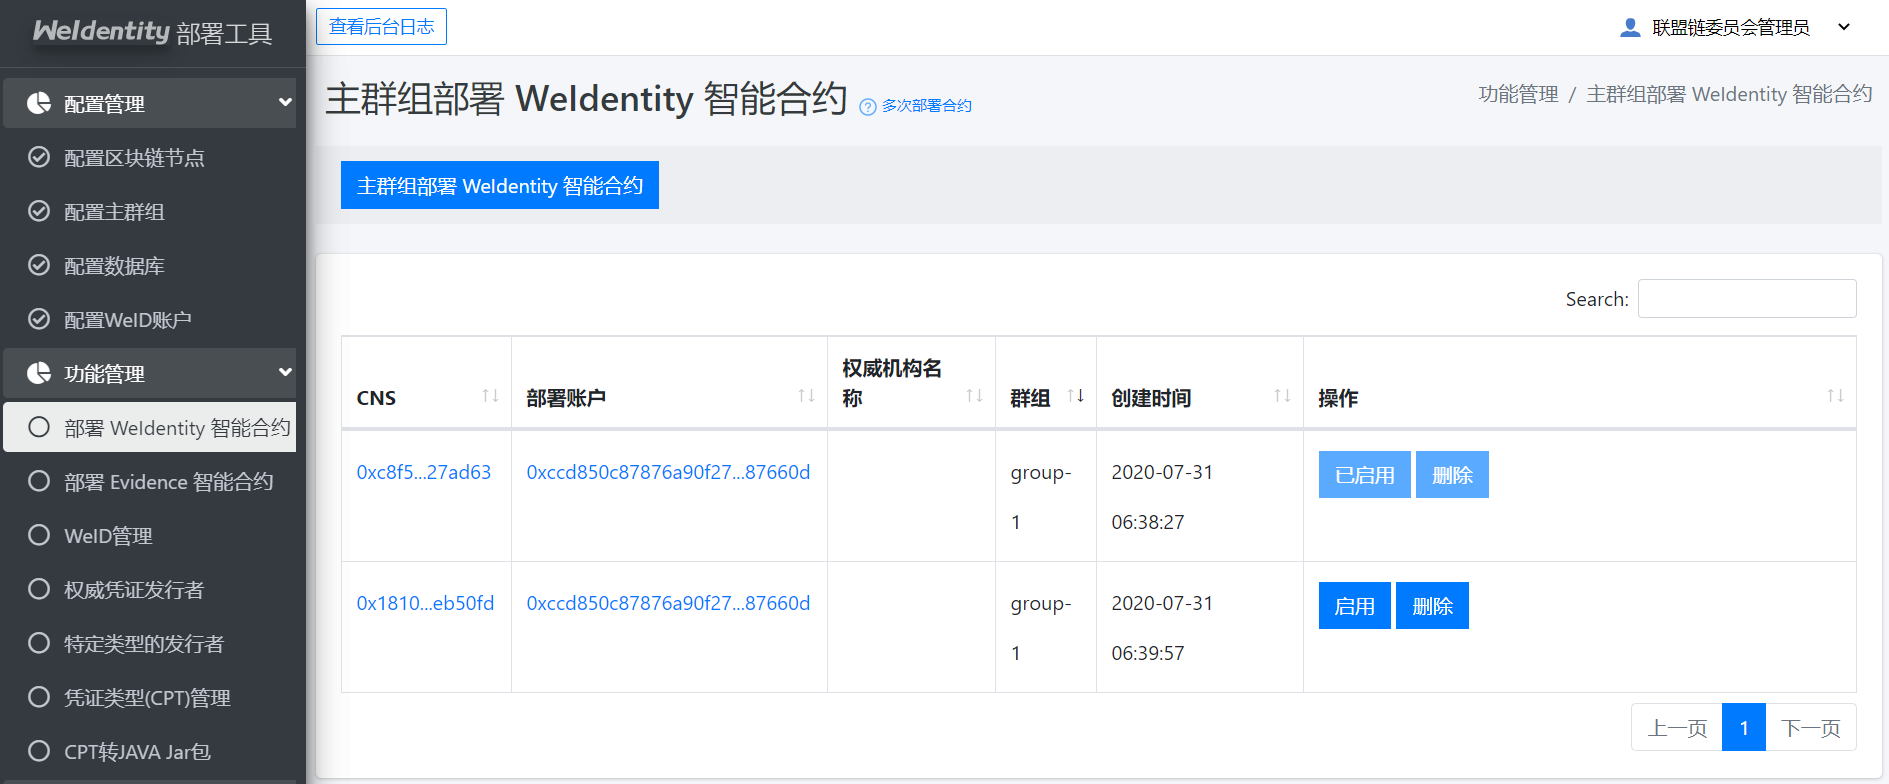 WeIdentity 部署工具
配置管理
配置区块链节点
配置主群组
配置数据库
配置WeID账户
功能管理
部署 WeIdentity 智能合约
部署 Evidence 智能合约
WeID管理
权威凭证发行者
特定类型的发行者
凭证类型(CPT)管理
CPT转JAVA Jar包
查看后台日志
联盟链委员会管理员
主群组部署 WeIdentity 智能合约 多次部署合约
功能管理 / 主群组部署 WeIdentity 智能合约
主群组部署 WeIdentity 智能合约
Search:
CNS 部署账户 权威机构名称 群组 创建时间 操作
0xc8f5...27ad63 0xccd850c87876a90f27...87660d group-1 2020-07-31 06:38:27 已启用 删除
0x1810...eb50fd 0xccd850c87876a90f27...87660d group-1 2020-07-31 06:39:57 启用 删除
上一页 1 下一页